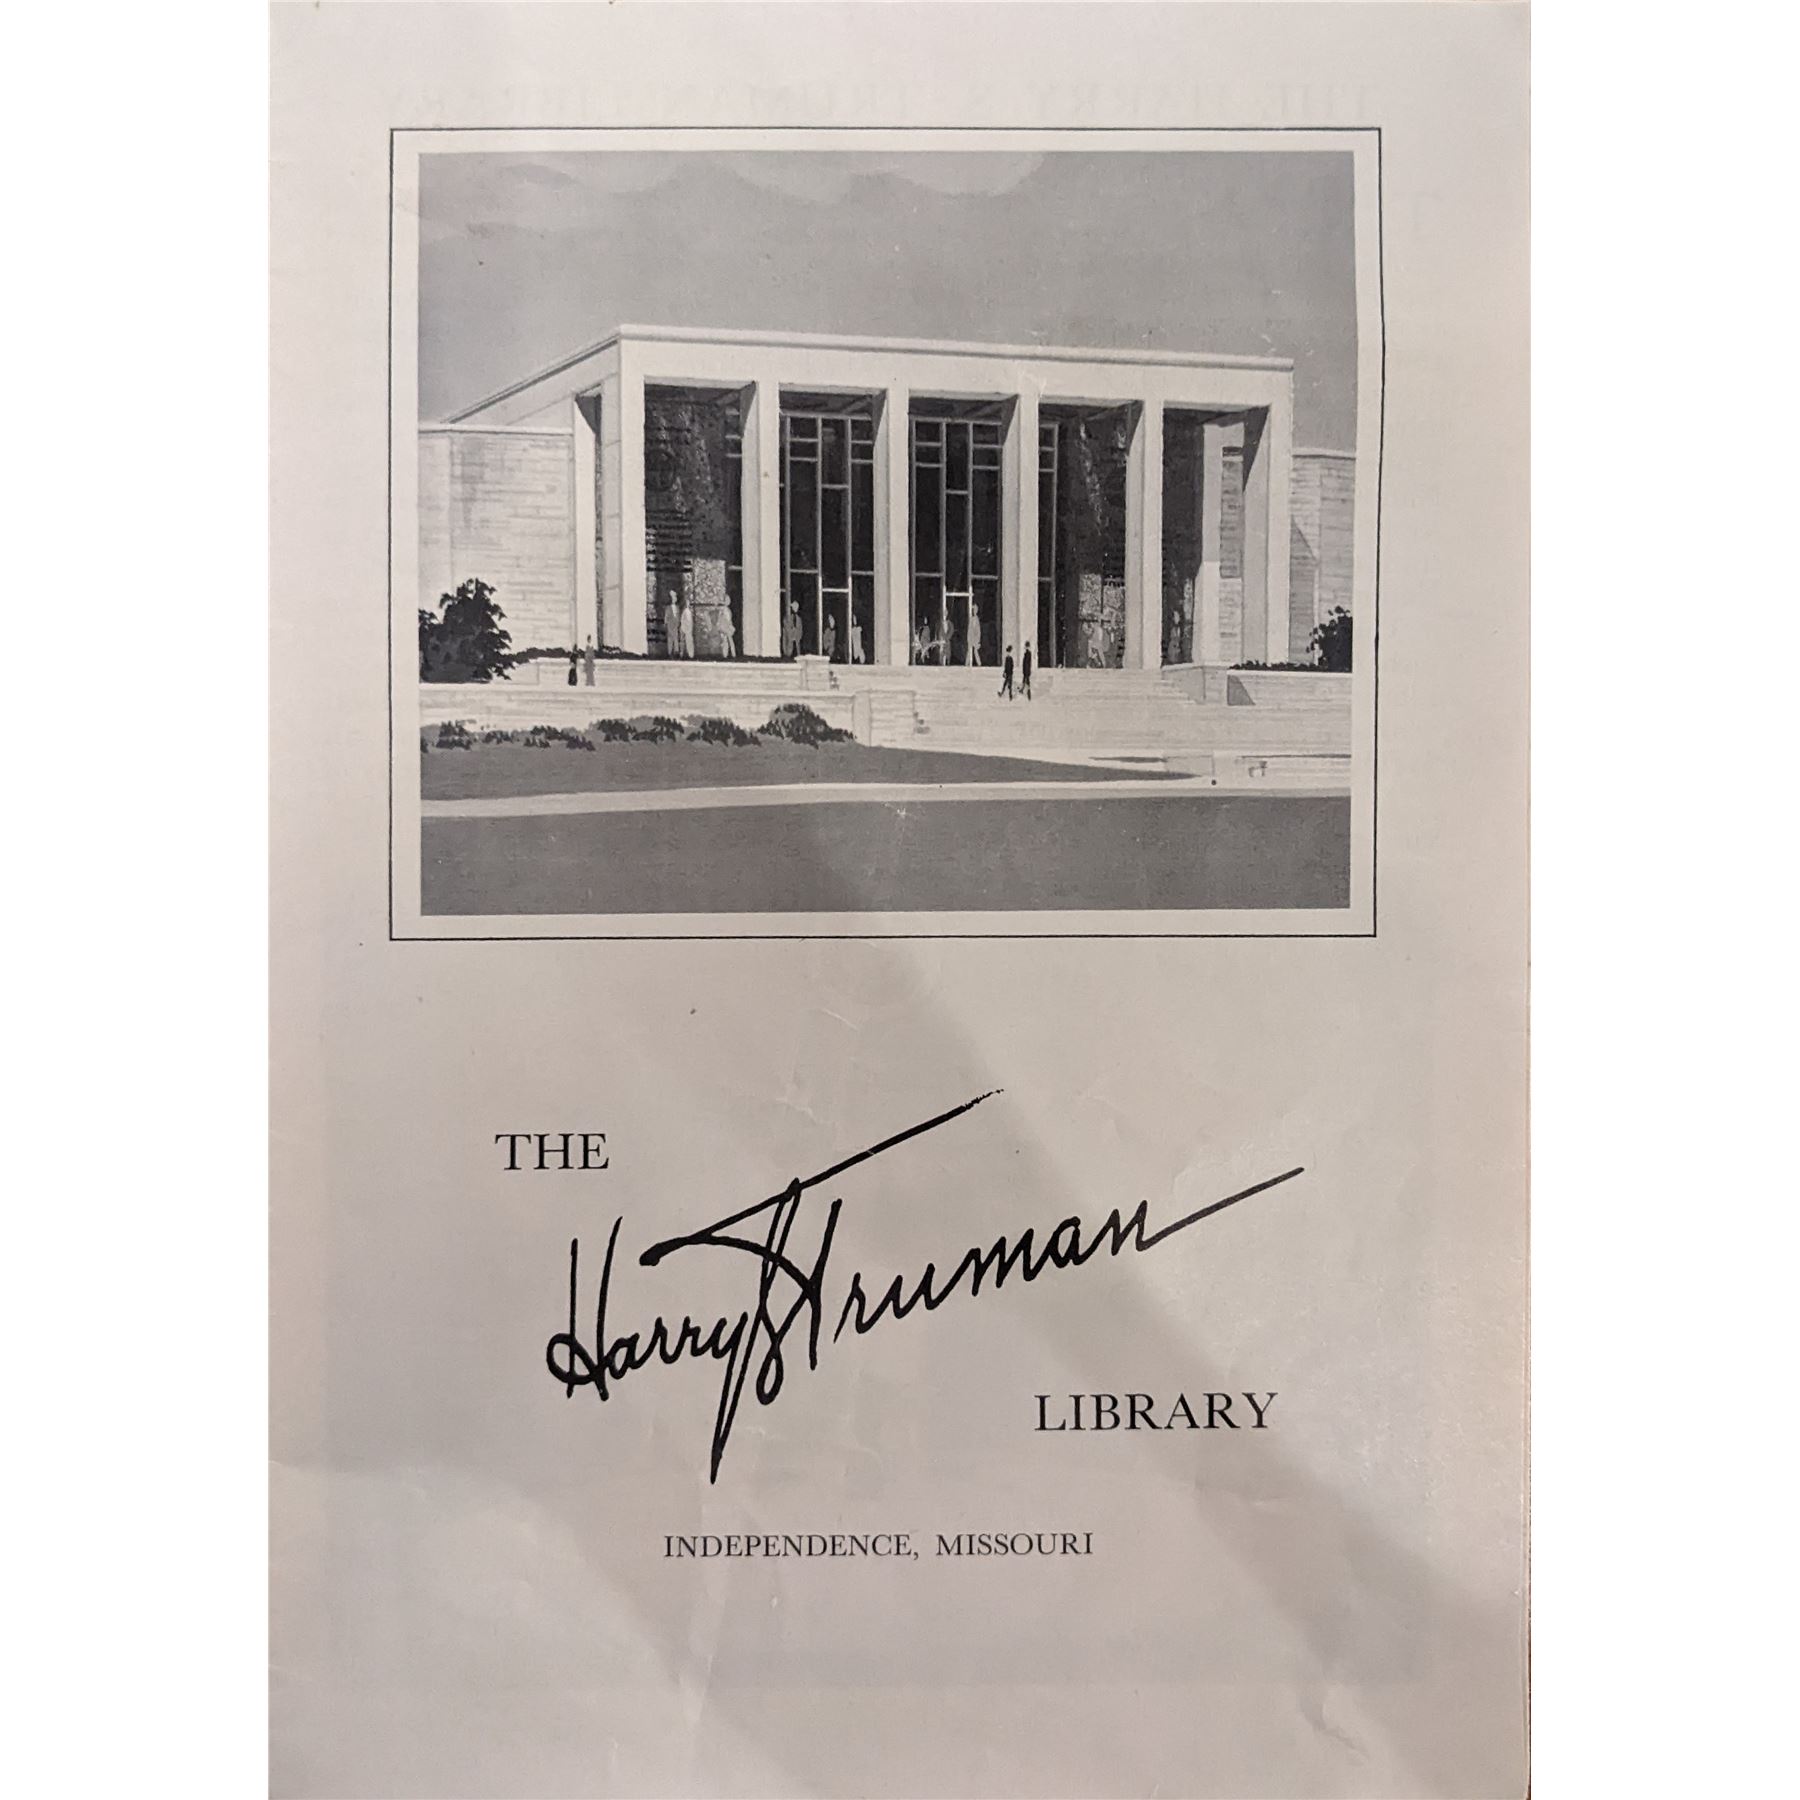 THE
Harry S Truman
LIBRARY
INDEPENDENCE, MISSOURI